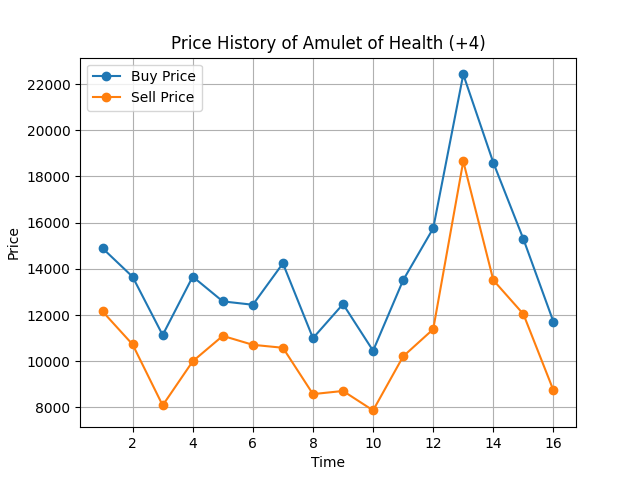 Price History of Amulet of Health (+4)
Buy Price
Sell Price
22000
20000
18000
16000
14000
12000
10000
8000
Price
2 4 6 8 10 12 14 16
Time